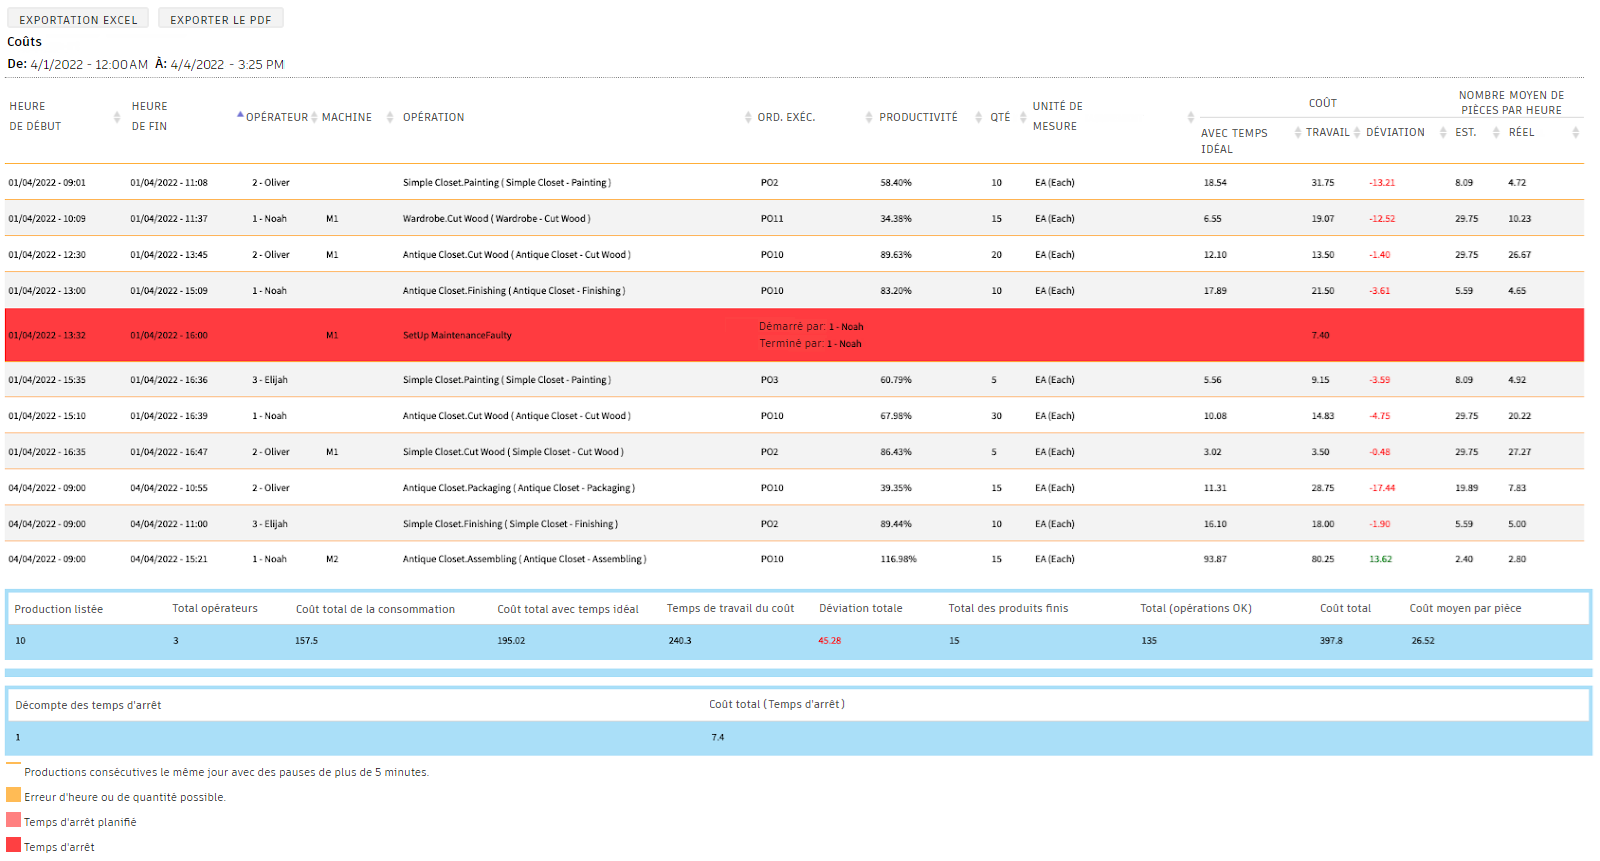 EXPORTATION EXCEL EXPORTER LE PDF
Coûts
De: 4/1/2022 - 12:00AM À: 4/4/2022 - 3:25 PM
HEURE DE DÉBUT HEURE DE FIN OPÉRATEUR MACHINE OPÉRATION ORD. EXÉC. PRODUCTIVITÉ QTÉ UNITÉ DE MESURE COÛT NOMBRE MOYEN DE PIÈCES PAR HEURE
AVEC TEMPS IDÉAL TRAVAIL DÉVIATION EST. RÉEL
01/04/2022 - 09:01 01/04/2022 - 11:08 2 - Oliver Simple Closet.Painting ( Simple Closet - Painting ) PO2 58.40% 10 EA (Each) 18.54 31.75 -13.21 8.09 4.72
01/04/2022 - 10:09 01/04/2022 - 11:37 1 - Noah M1 Wardrobe.Cut Wood ( Wardrobe - Cut Wood ) PO11 34.38% 15 EA (Each) 6.55 19.07 -12.52 29.75 10.23
01/04/2022 - 12:30 01/04/2022 - 13:45 2 - Oliver M1 Antique Closet.Cut Wood ( Antique Closet - Cut Wood ) PO10 89.63% 20 EA (Each) 12.10 13.50 -1.40 29.75 26.67
01/04/2022 - 13:00 01/04/2022 - 15:09 1 - Noah Antique Closet.Finishing ( Antique Closet - Finishing ) PO10 83.20% 10 EA (Each) 17.89 21.50 -3.61 5.59 4.65
01/04/2022 - 13:32 01/04/2022 - 16:00 M1 SetUp MaintenanceFaulty Démarré par: 1 - Noah 7.40
Terminé par: 1 - Noah
01/04/2022 - 15:35 01/04/2022 - 16:36 3 - Elijah Simple Closet.Painting ( Simple Closet - Painting ) PO3 60.79% 5 EA (Each) 5.56 9.15 -3.59 8.09 4.92
01/04/2022 - 15:10 01/04/2022 - 16:39 1 - Noah Antique Closet.Cut Wood ( Antique Closet - Cut Wood ) PO10 67.98% 30 EA (Each) 10.08 14.83 -4.75 29.75 20.22
01/04/2022 - 16:35 01/04/2022 - 16:47 2 - Oliver M1 Simple Closet.Cut Wood ( Simple Closet - Cut Wood ) PO2 86.43% 5 EA (Each) 3.02 3.50 -0.48 29.75 27.27
04/04/2022 - 09:00 04/04/2022 - 10:55 2 - Oliver Antique Closet.Packaging ( Antique Closet - Packaging ) PO10 39.35% 15 EA (Each) 11.31 28.75 -17.44 19.89 7.83
04/04/2022 - 09:00 04/04/2022 - 11:00 3 - Elijah Simple Closet.Finishing ( Simple Closet - Finishing ) PO2 89.44% 10 EA (Each) 16.10 18.00 -1.90 5.59 5.00
04/04/2022 - 09:00 04/04/2022 - 15:21 1 - Noah M2 Antique Closet.Assembling ( Antique Closet - Assembling ) PO10 116.98% 15 EA (Each) 93.87 80.25 13.62 2.40 2.80
Production listée Total opérateurs Coût total de la consommation Coût total avec temps idéal Temps de travail du coût Déviation totale Total des produits finis Total (opérations OK) Coût total Coût moyen par pièce
10 3 157.5 195.02 240.3 45.28 15 135 397.8 26.52
Décompte des temps d'arrêt Coût total (Temps d'arrêt)
1 7.4
Productions consécutives le même jour avec des pauses de plus de 5 minutes.
Erreur d'heure ou de quantité possible.
Temps d'arrêt planifié
Temps d'arrêt